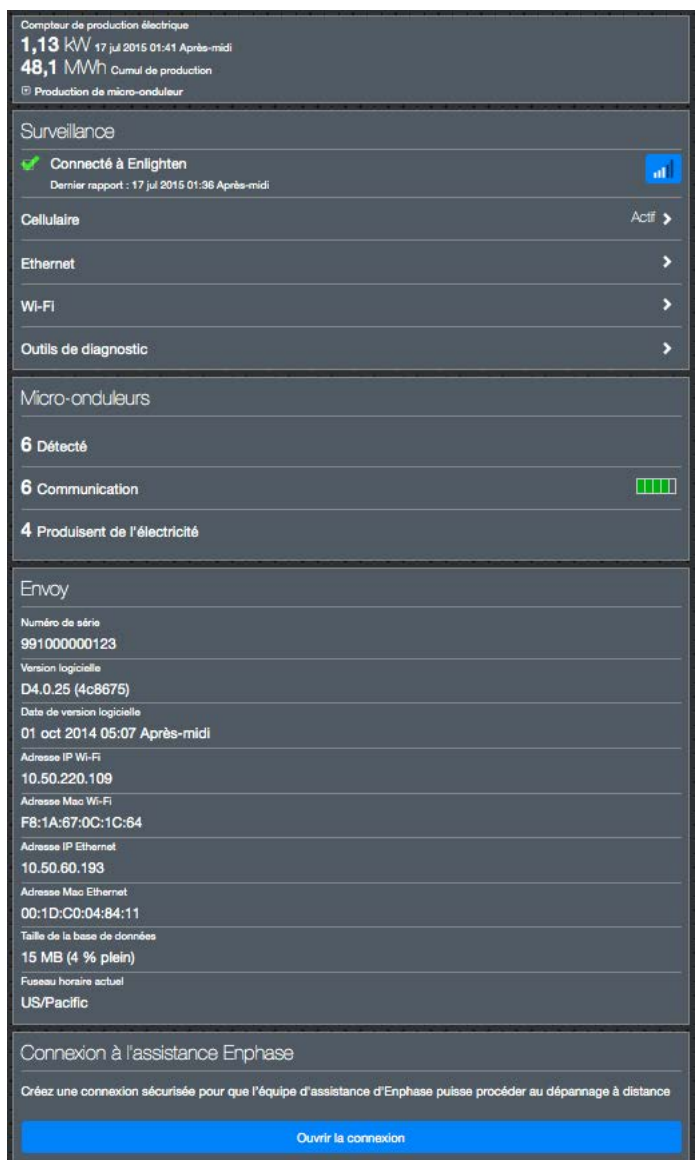 Compteur de production électrique
1,13 kW 17 jul 2015 01:41 Après-midi
48,1 MWh Cumul de production
Production de micro-onduleur
Surveillance
Connecté à Enlighten
Dernier rapport : 17 jul 2015 01:36 Après-midi
Cellulaire Actif
Ethernet
Wi-Fi
Outils de diagnostic
Micro-onduleurs
6 Détecté
6 Communication
4 Produisent de l'électricité
Envoy
Numéro de série
991000000123
Version logicielle
D4.0.25 (4c8675)
Date de version logicielle
01 oct 2014 05:07 Après-midi
Adresse IP Wi-Fi
10.50.220.109
Adresse Mac Wi-Fi
F8:1A:67:0C:1C:64
Adresse IP Ethernet
10.50.60.193
Adresse Mac Ethernet
00:1D:C0:04:84:11
Taille de la base de données
15 MB (4 % plein)
Fuseau horaire actuel
US/Pacific
Connexion à l'assistance Enphase
Créez une connexion sécurisée pour que l'équipe d'assistance d'Enphase puisse procéder au dépannage à distance
Ouvrir la connexion